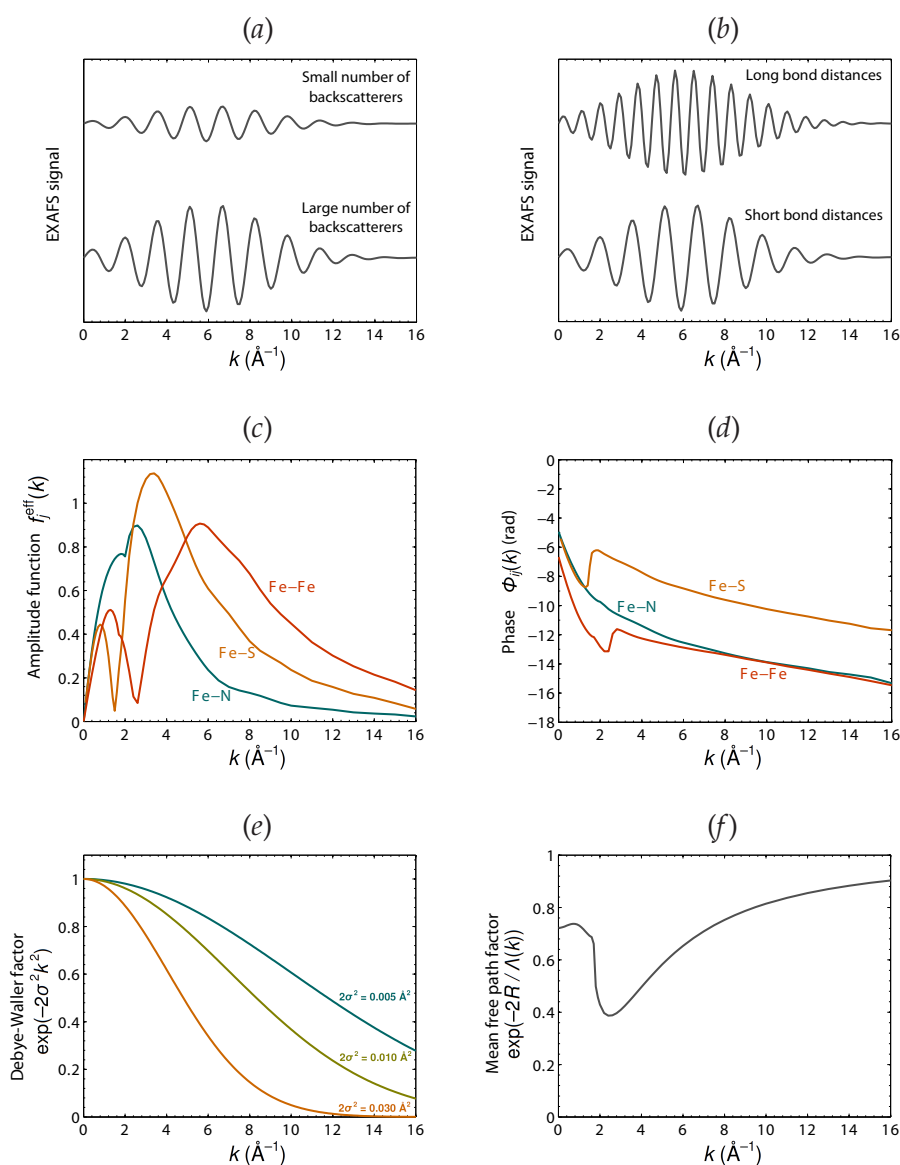 (a)
EXAFS signal
Small number of
backscatterers
Large number of
backscatterers
0 2 4 6 8 10 12 14 16
k (Å⁻¹)
(b)
EXAFS signal
Long bond distances
Short bond distances
0 2 4 6 8 10 12 14 16
k (Å⁻¹)
(c)
Amplitude function f_j^eff(k)
1
0.8
0.6
0.4
0.2
0
Fe–Fe
Fe–S
Fe–N
0 2 4 6 8 10 12 14 16
k (Å⁻¹)
(d)
Phase Φ_ij(k) (rad)
0
−2
−4
−6
−8
−10
−12
−14
−16
−18
Fe–S
Fe–N
Fe–Fe
0 2 4 6 8 10 12 14 16
k (Å⁻¹)
(e)
Debye-Waller factor
exp(−2σ²k²)
1
0.8
0.6
0.4
0.2
0
2σ² = 0.005 Å²
2σ² = 0.010 Å²
2σ² = 0.030 Å²
0 2 4 6 8 10 12 14 16
k (Å⁻¹)
(f)
Mean free path factor
exp(−2R / Λ(k))
1
0.8
0.6
0.4
0.2
0
0 2 4 6 8 10 12 14 16
k (Å⁻¹)